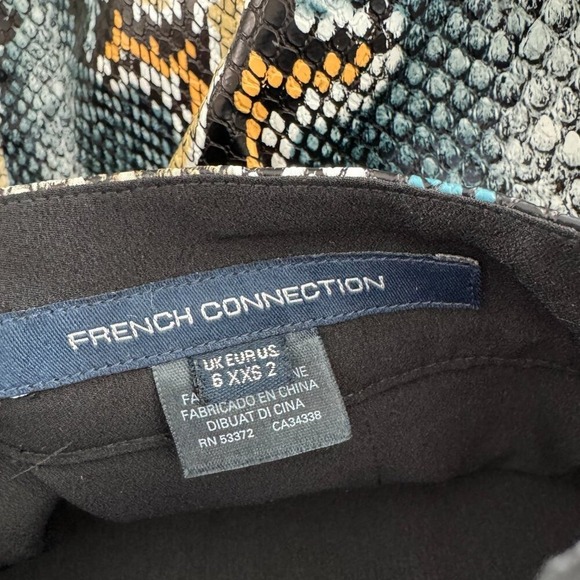 FRENCH CONNECTION
UK EUR US
6 XXS 2
FABRICADO EN CHINA
DIBUAT DI CINA
RN 53372 CA34338